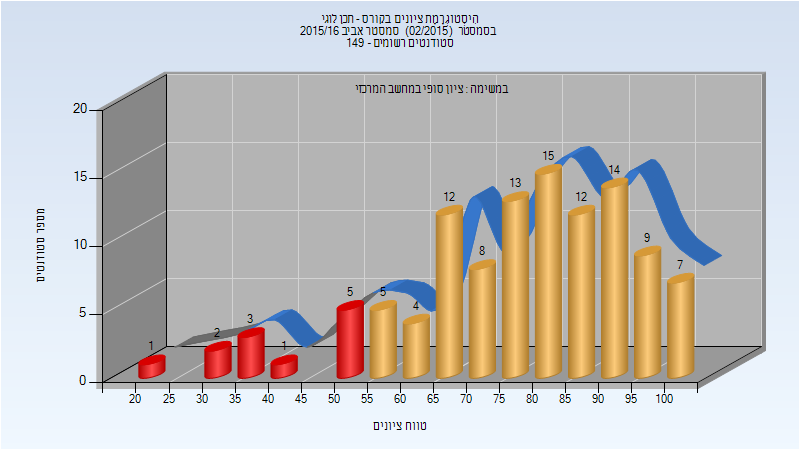 היסטוגרמת ציונים בקורס - תכן לוגי
בסמסטר (02/2015) סמסטר אביב 2015/16
סטודנטים רשומים - 149
במשימה : ציון סופי במחשב המרכזי
מספר סטודנטים
20
15
10
5
0
1
2
3
1
5
5
4
12
8
13
15
12
14
9
7
20 25 30 35 40 45 50 55 60 65 70 75 80 85 90 95 100
טווח ציונים